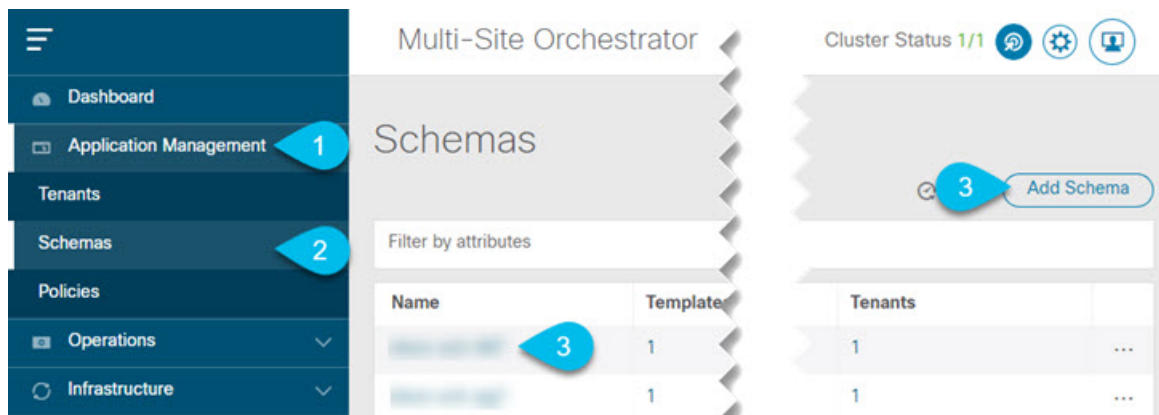 Multi-Site Orchestrator
Cluster Status 1/1
Dashboard
Application Management
1
Tenants
Schemas
2
Policies
Operations
Infrastructure
Schemas
3
Add Schema
Filter by attributes
Name
Tenants
3
1
1
...
1
1
...